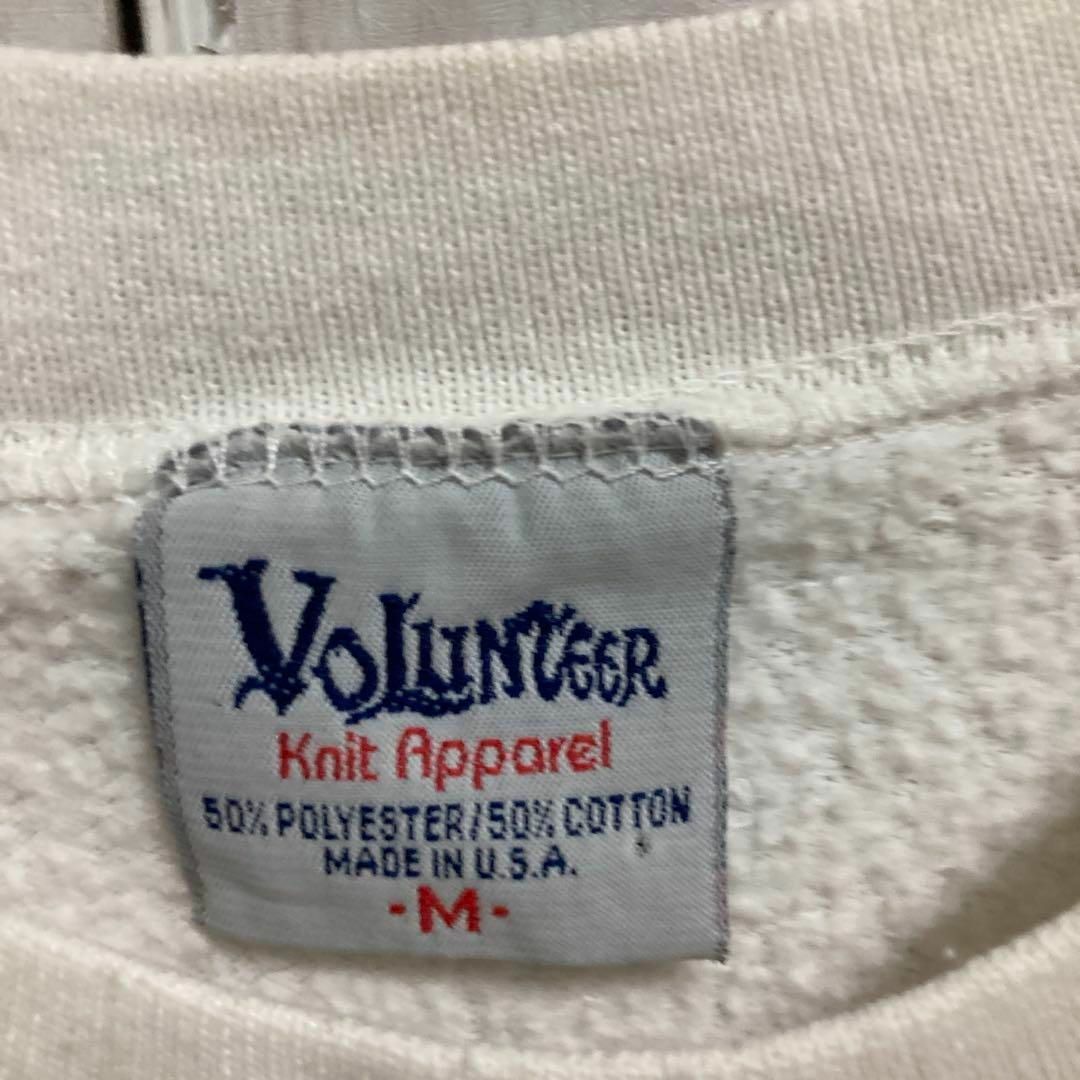 VOLUNTEER
Knit Apparel
50% POLYESTER/50% COTTON
MADE IN U.S.A.
-M-